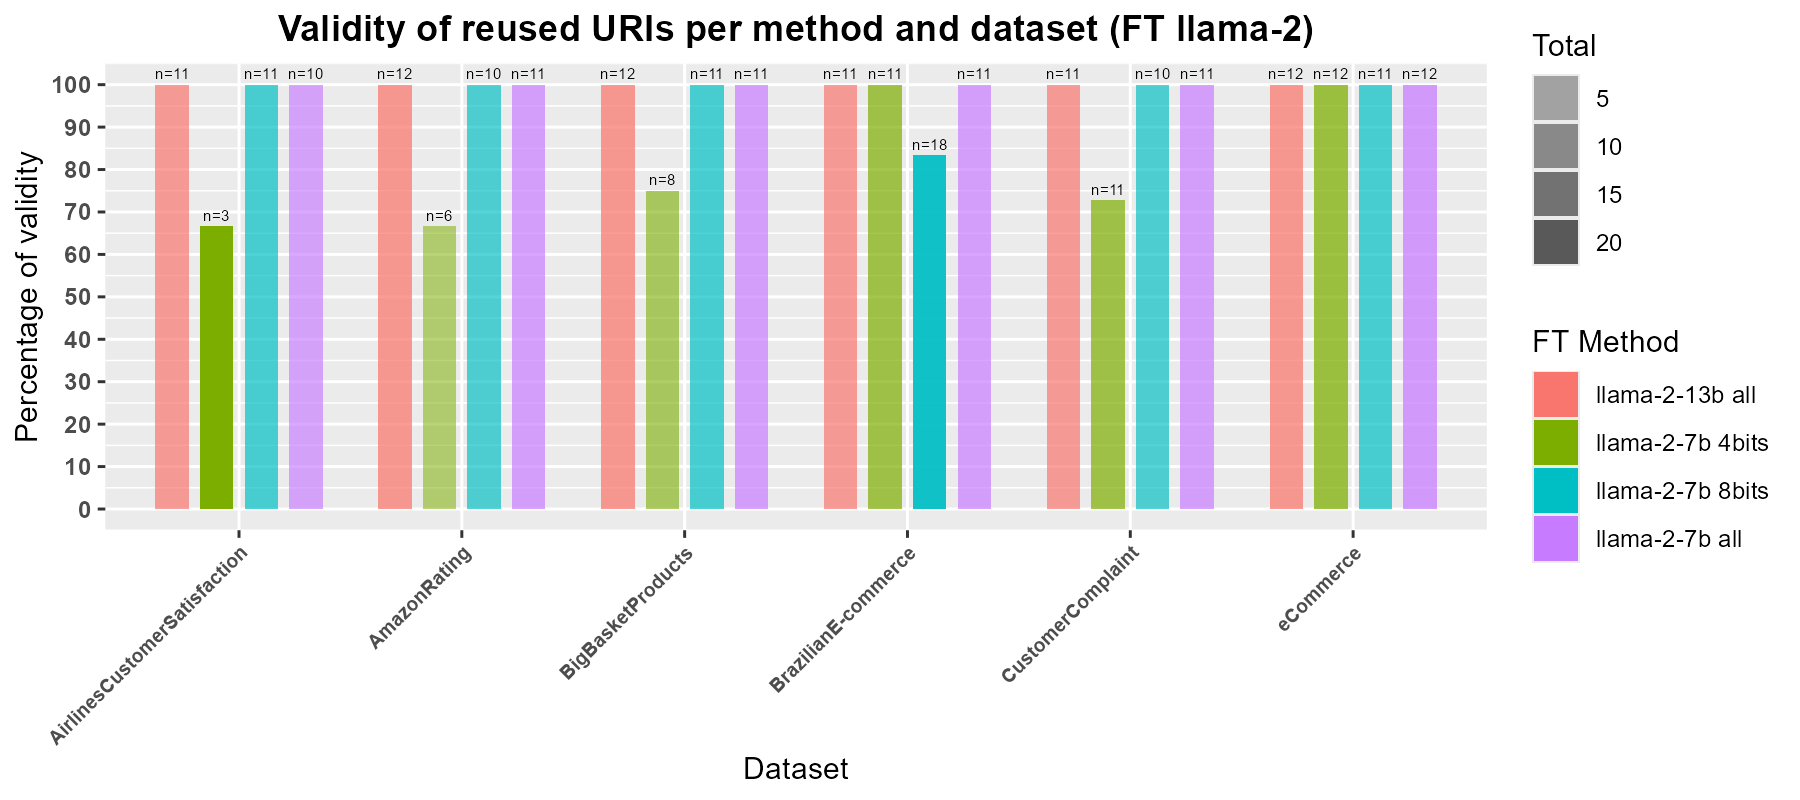 Validity of reused URIs per method and dataset (FT llama-2)
Percentage of validity
100
90
80
70
60
50
40
30
20
10
0
n=11
n=3
n=11
n=10
n=12
n=6
n=10
n=11
n=12
n=8
n=11
n=11
n=11
n=11
n=18
n=11
n=11
n=11
n=10
n=11
n=12
n=12
n=11
n=12
AirlinesCustomerSatisfaction
AmazonRating
BigBasketProducts
BrazilianE-commerce
CustomerComplaint
eCommerce
Dataset
Total
5
10
15
20
FT Method
llama-2-13b all
llama-2-7b 4bits
llama-2-7b 8bits
llama-2-7b all